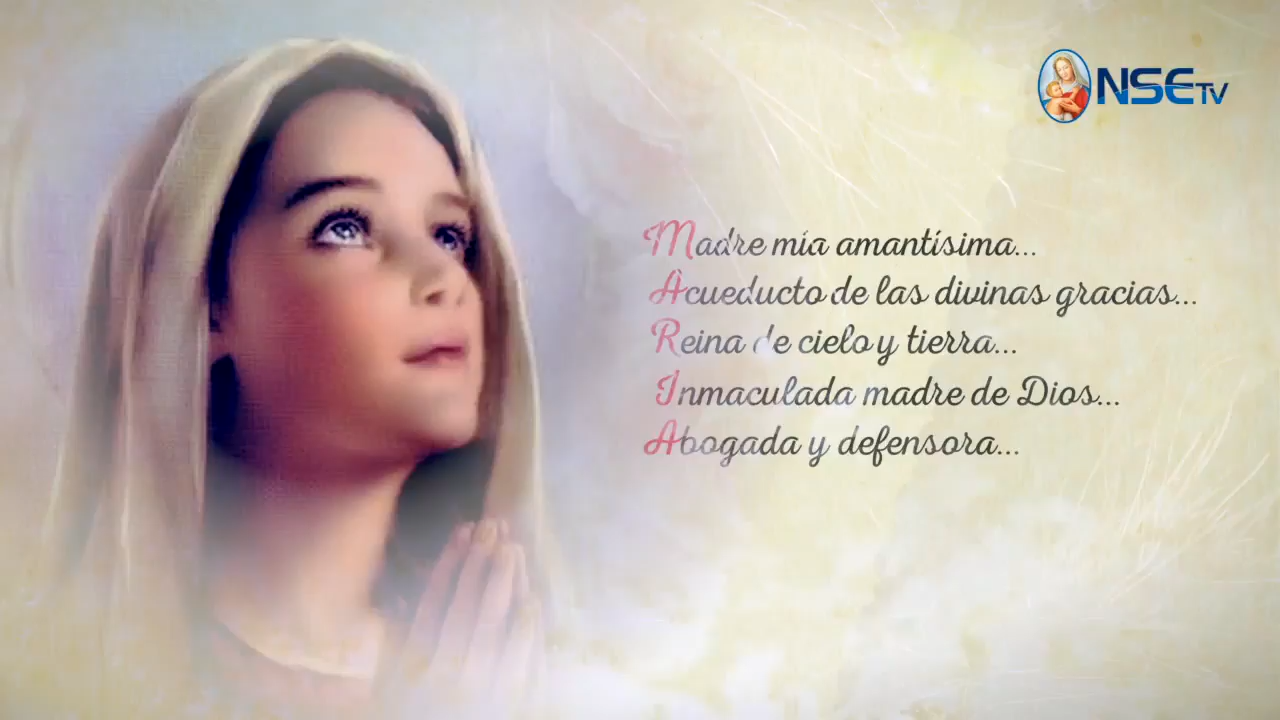 NSETV
Madre mía amantísima...
Acueducto de las divinas gracias...
Reina de cielo y tierra...
Inmaculada madre de Dios...
Abogada y defensora...